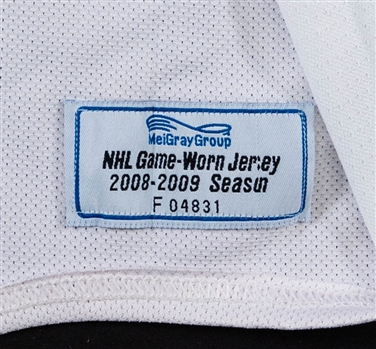 MeiGrayGroup
NHL Game-Worn Jersey
2008-2009 Season
F 04831